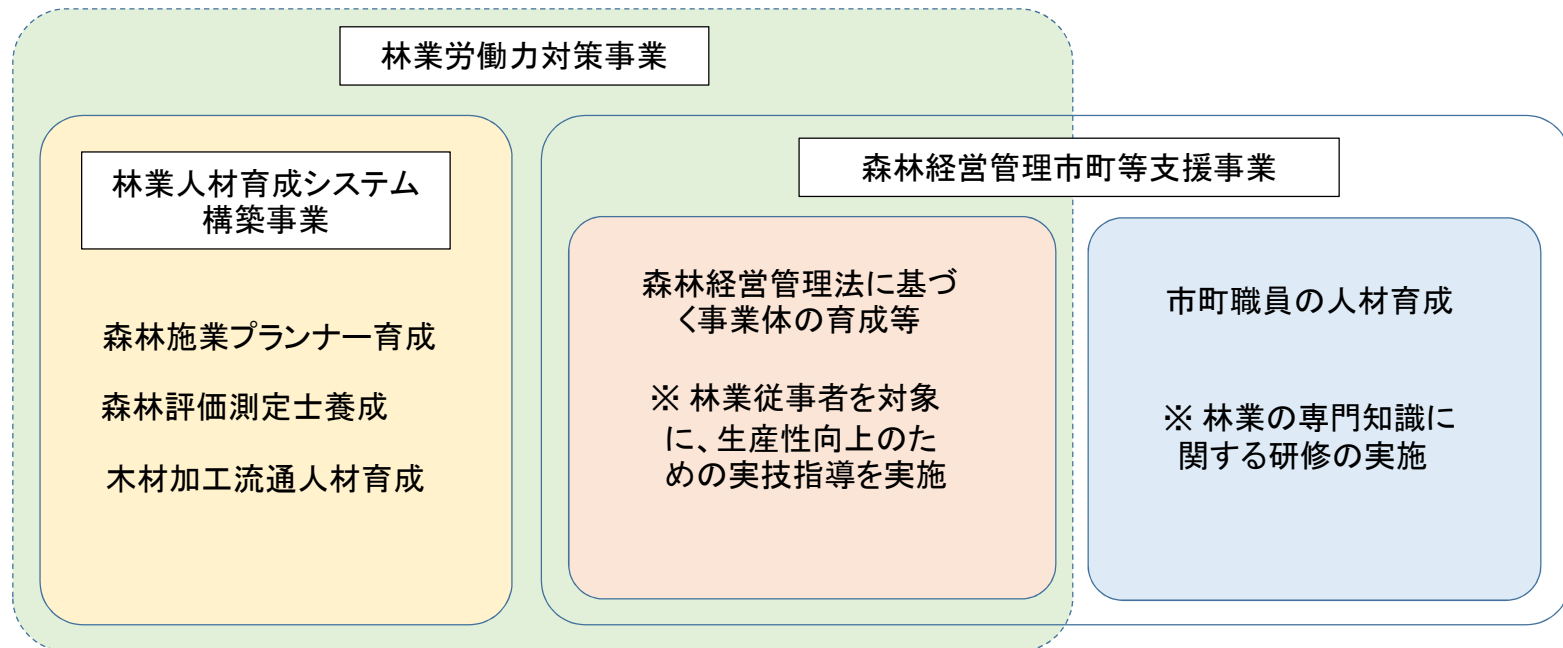 林業労働力対策事業
林業人材育成システム
構築事業
森林施業プランナー育成
森林評価測定士養成
木材加工流通人材育成
森林経営管理市町等支援事業
森林経営管理法に基づ
く事業体の育成等
※ 林業従事者を対象
に、生産性向上のた
めの実技指導を実施
市町職員の人材育成
※ 林業の専門知識に
関する研修の実施